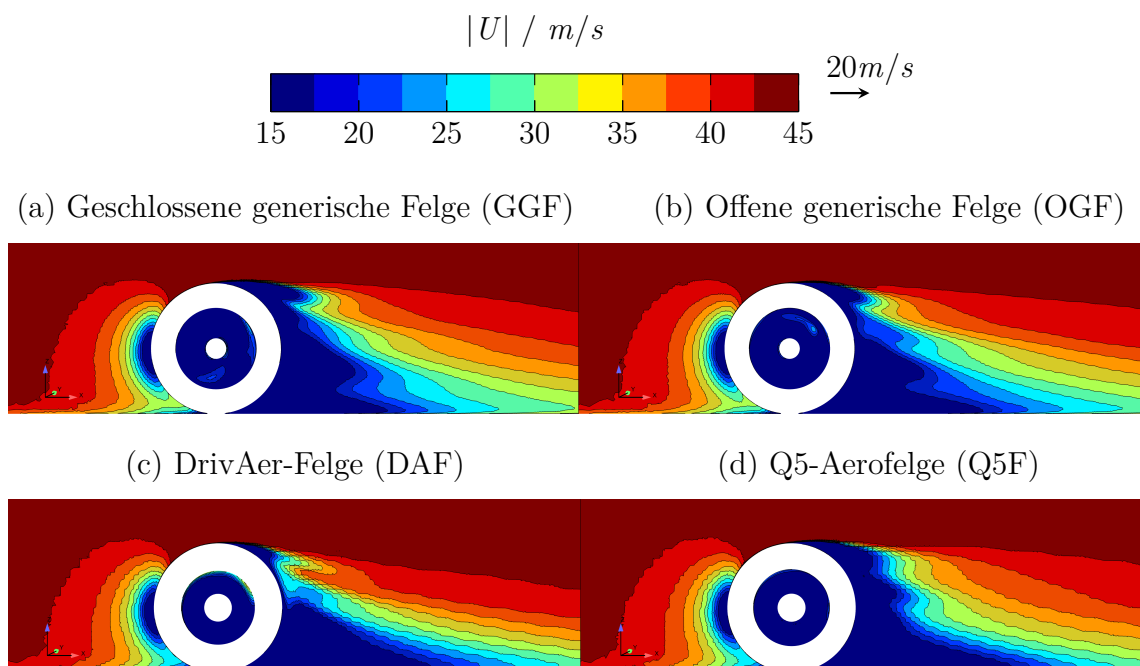 |U| / m/s
20m/s
15 20 25 30 35 40 45
(a) Geschlossene generische Felge (GGF)
(b) Offene generische Felge (OGF)
(c) DrivAer-Felge (DAF)
(d) Q5-Aerofelge (Q5F)